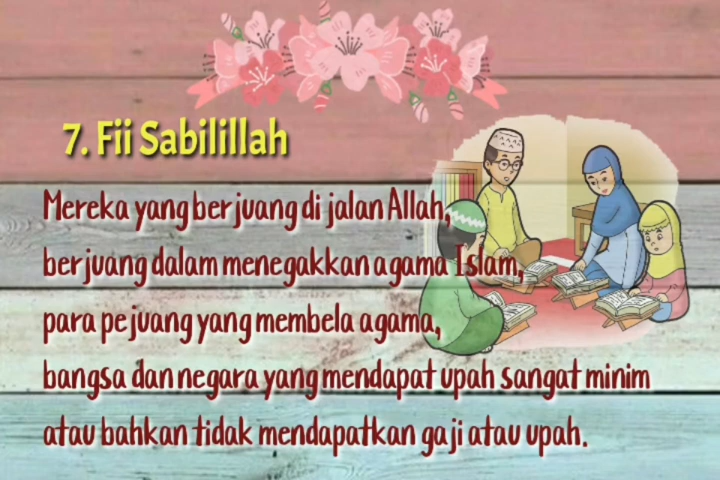 7. Fii Sabilillah
Mereka yang berjuang di jalan Allah,
berjuang dalam menegakkan agama Islam,
para pejuang yang membela agama,
bangsa dan negara yang mendapat upah sangat minim
atau bahkan tidak mendapatkan gaji atau upah.